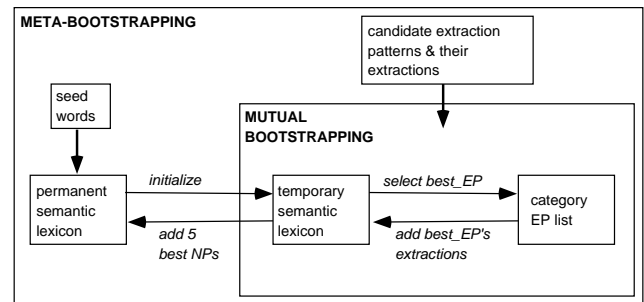 META-BOOTSTRAPPING
candidate extraction
patterns & their
extractions
seed
words
MUTUAL
BOOTSTRAPPING
permanent
semantic
lexicon
initialize
add 5
best NPs
temporary
semantic
lexicon
select best_EP
add best_EP's
extractions
category
EP list